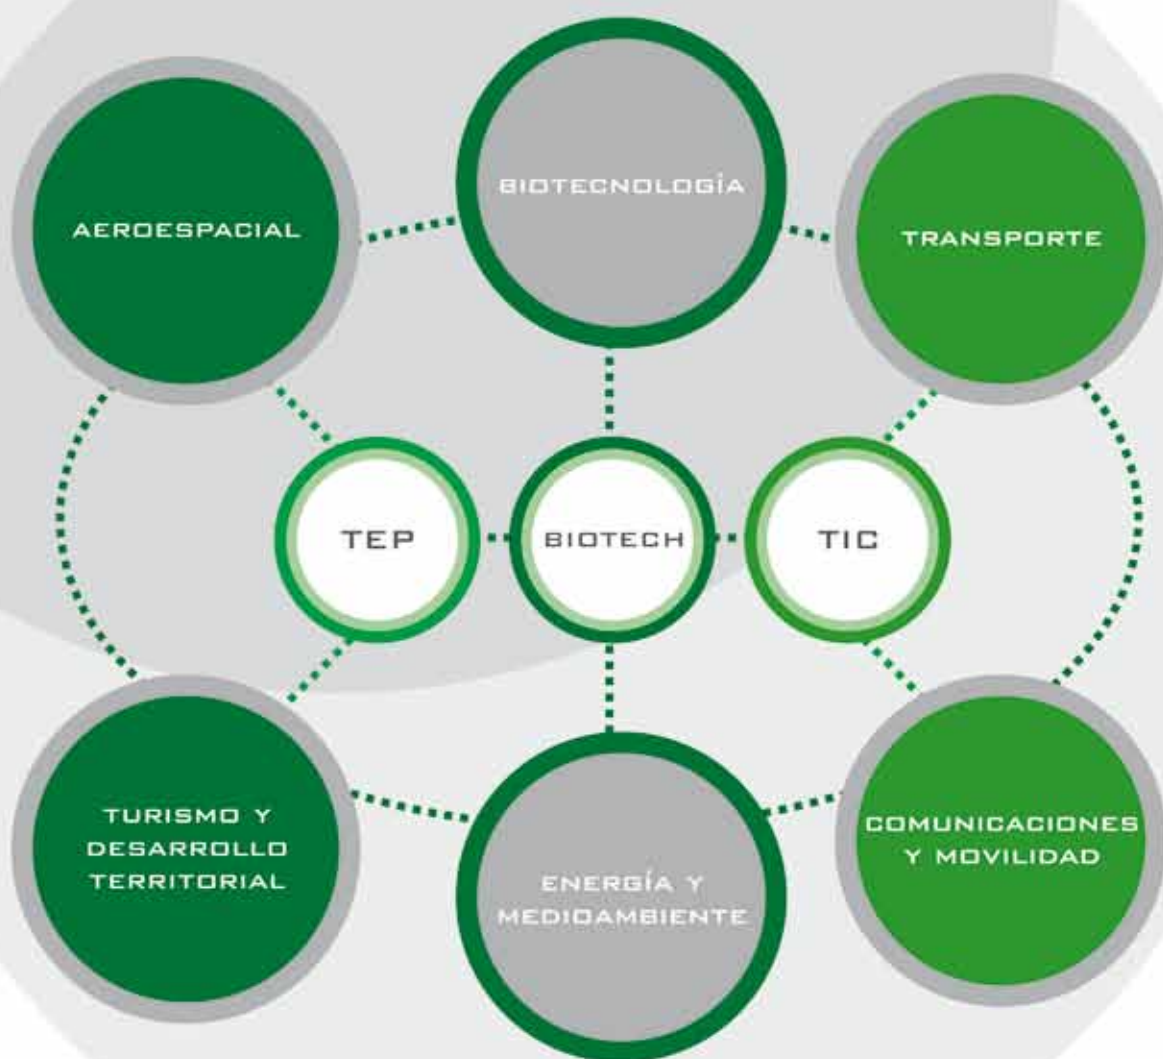 AEROESPACIAL
BIOTECNOLOGÍA
TRANSPORTE
TEP
BIOTECH
TIC
TURISMO Y
DESARROLLO
TERRITORIAL
ENERGÍA Y
MEDIOAMBIENTE
COMUNICACIONES
Y MOVILIDAD